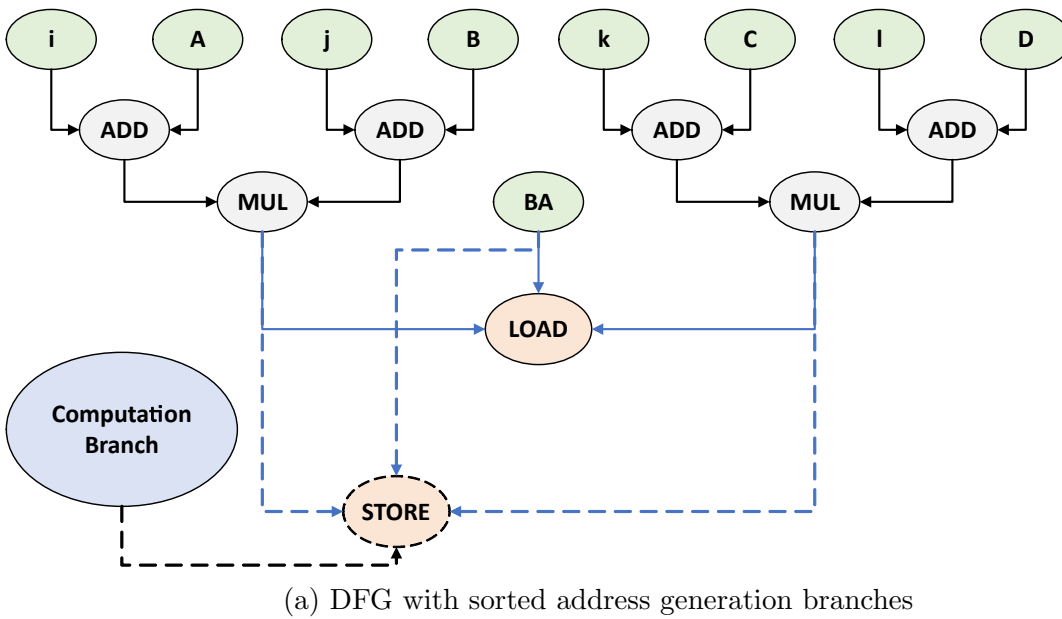 i
A
j
B
k
C
l
D
ADD
ADD
ADD
ADD
MUL
BA
MUL
LOAD
Computation
Branch
STORE
(a) DFG with sorted address generation branches